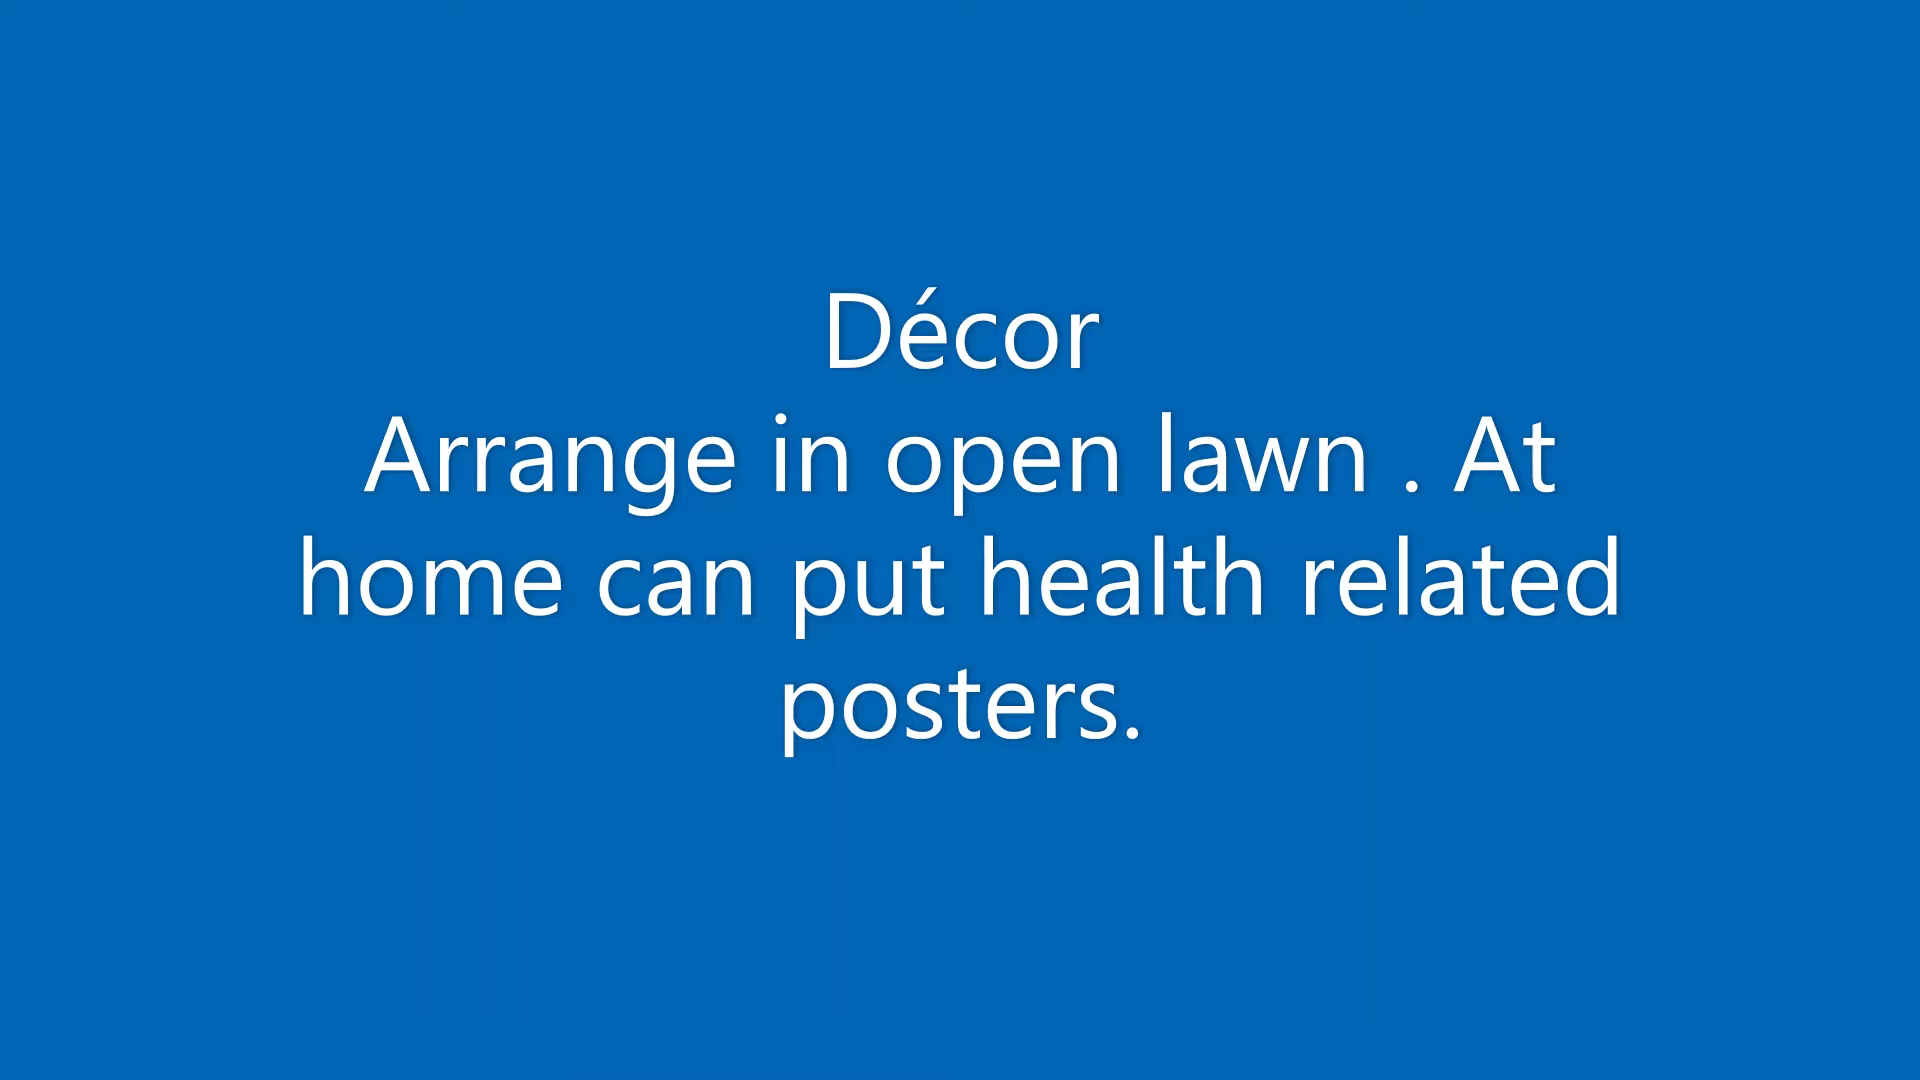 Décor
Arrange in open lawn . At
home can put health related
posters.